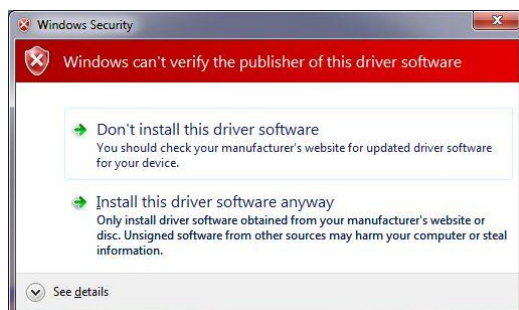 Windows Security
Windows can't verify the publisher of this driver software
Don't install this driver software
You should check your manufacturer's website for updated driver software
for your device.
Install this driver software anyway
Only install driver software obtained from your manufacturer's website or
disc. Unsigned software from other sources may harm your computer or steal
information.
See details